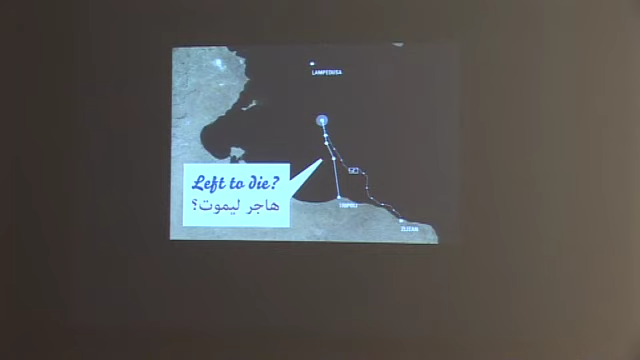 LAMPEDUSA
Left to die?
هاجر ليموت؟
TRIPOLI
ZLITAN